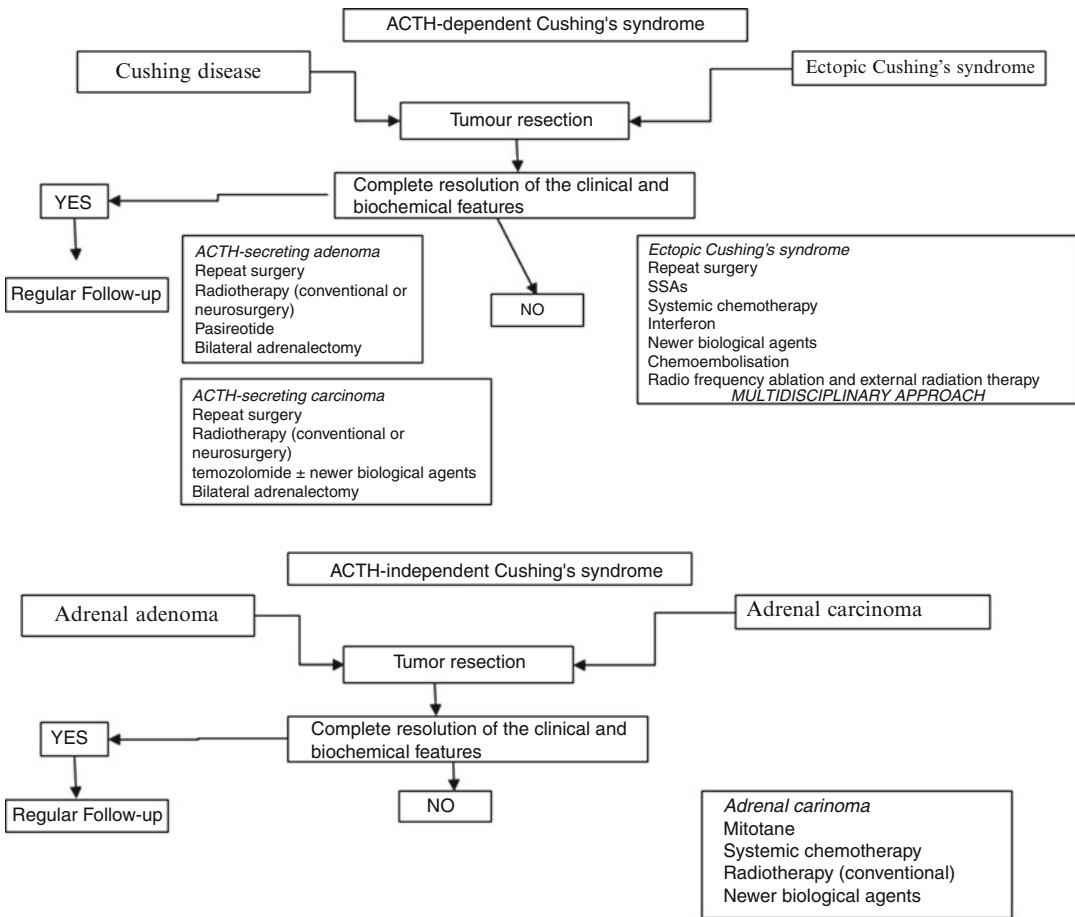 ACTH-dependent Cushing's syndrome
Cushing disease
Ectopic Cushing's syndrome
Tumour resection
Complete resolution of the clinical and
biochemical features
YES
Regular Follow-up
NO
ACTH-secreting adenoma
Repeat surgery
Radiotherapy (conventional or
neurosurgery)
Pasireotide
Bilateral adrenalectomy
Ectopic Cushing's syndrome
Repeat surgery
SSAs
Systemic chemotherapy
Interferon
Newer biological agents
Chemoembolisation
Radio frequency ablation and external radiation therapy
MULTIDISCIPLINARY APPROACH
ACTH-secreting carcinoma
Repeat surgery
Radiotherapy (conventional or
neurosurgery)
temozolomide ± newer biological agents
Bilateral adrenalectomy
ACTH-independent Cushing's syndrome
Adrenal adenoma
Adrenal carcinoma
Tumor resection
Complete resolution of the clinical and
biochemical features
YES
Regular Follow-up
NO
Adrenal carinoma
Mitotane
Systemic chemotherapy
Radiotherapy (conventional)
Newer biological agents